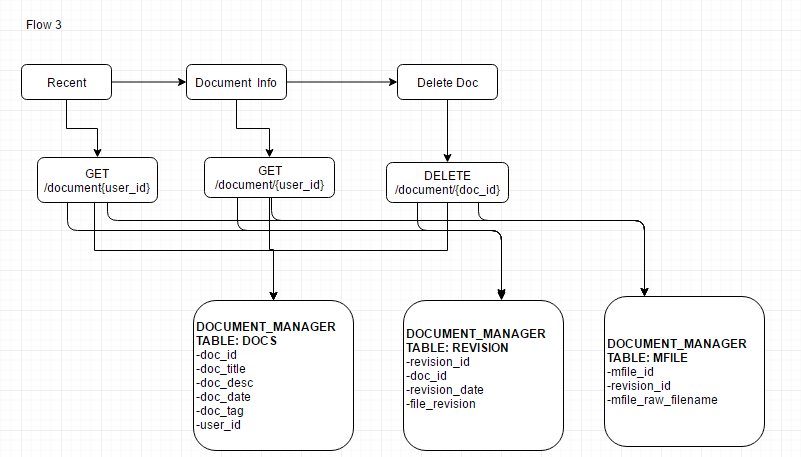 Flow 3
Recent
Document Info
Delete Doc
GET
/document{user_id}
GET
/document/{user_id}
DELETE
/document/{doc_id}
DOCUMENT_MANAGER
TABLE: DOCS
-doc_id
-doc_title
-doc_desc
-doc_date
-doc_tag
-user_id
DOCUMENT_MANAGER
TABLE: REVISION
-revision_id
-doc_id
-revision_date
-file_revision
DOCUMENT_MANAGER
TABLE: MFILE
-mfile_id
-revision_id
-mfile_raw_filename